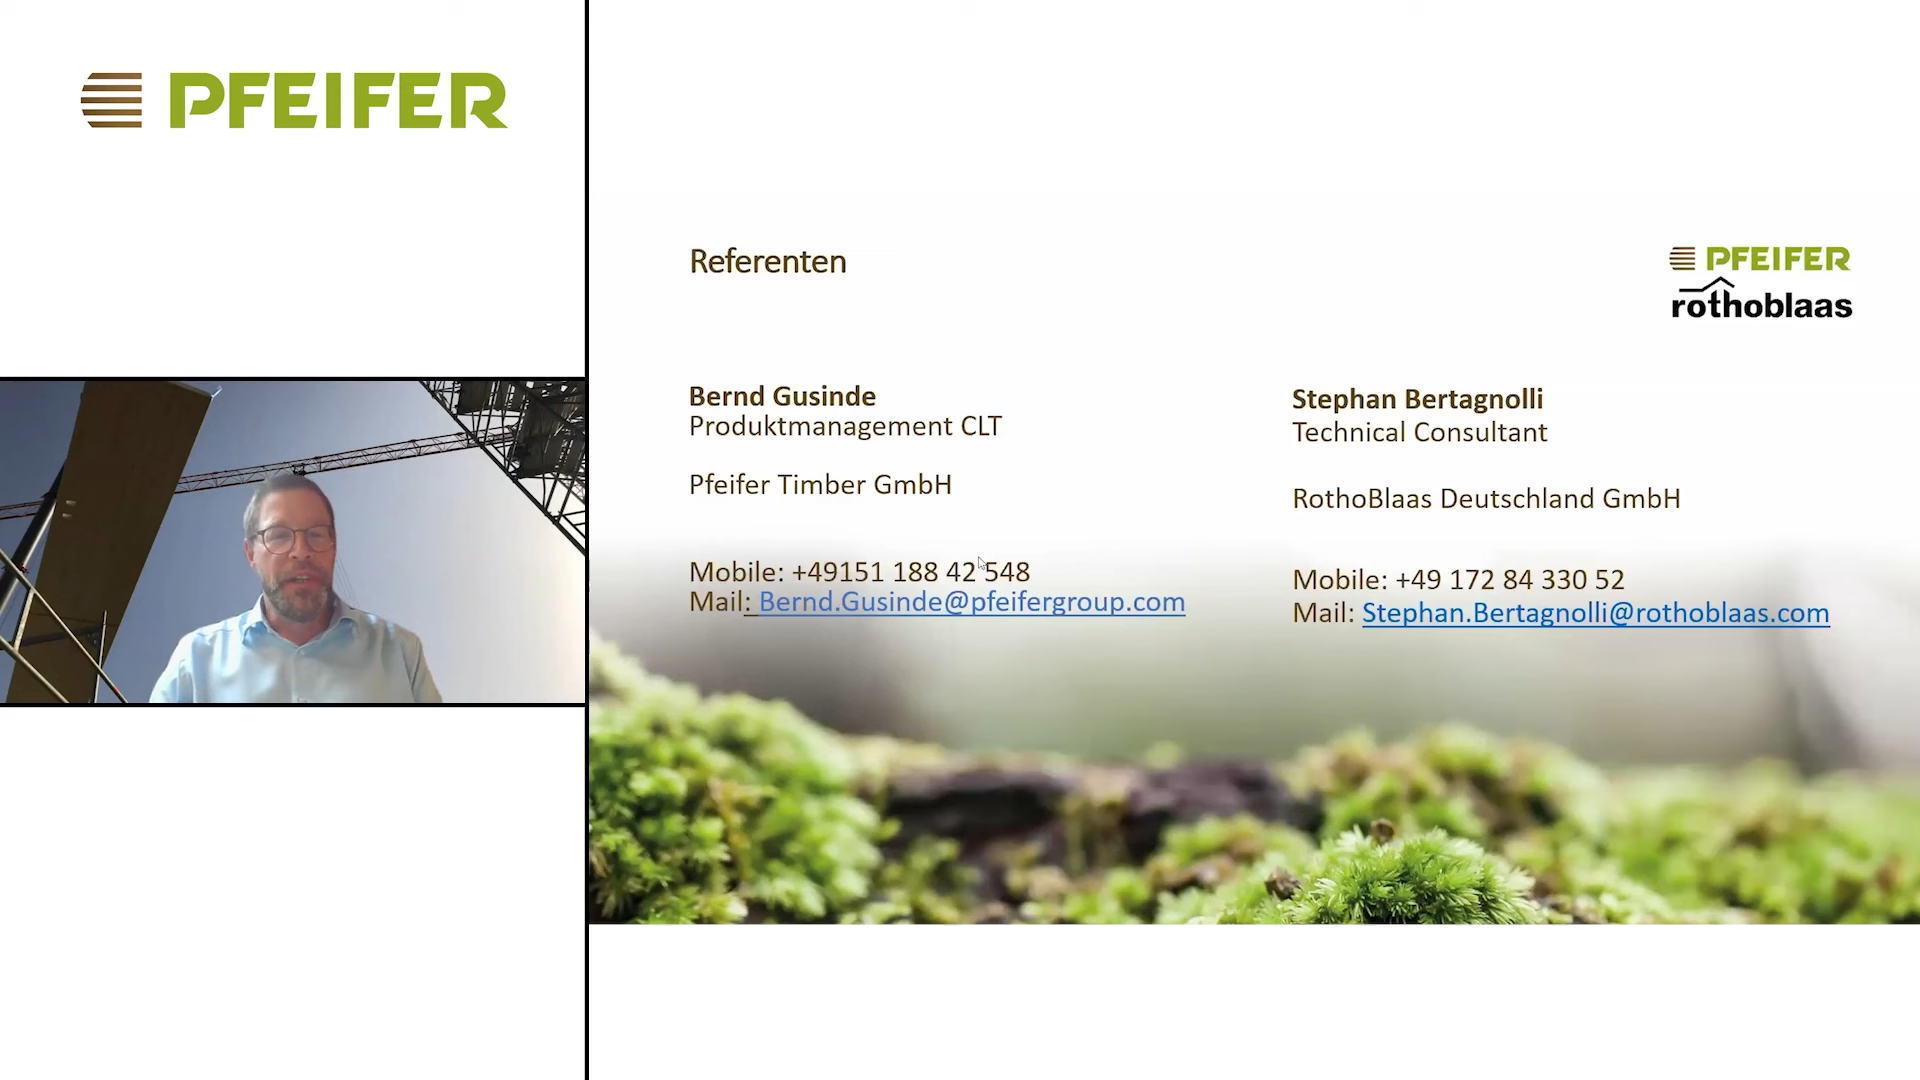 PFEIFER
Referenten
PFEIFER
rothoblaas
Bernd Gusinde
Produktmanagement CLT
Pfeifer Timber GmbH
Mobile: +49151 188 42 548
Mail: Bernd.Gusinde@pfeifergroup.com
Stephan Bertagnolli
Technical Consultant
RothoBlaas Deutschland GmbH
Mobile: +49 172 84 330 52
Mail: Stephan.Bertagnolli@rothoblaas.com